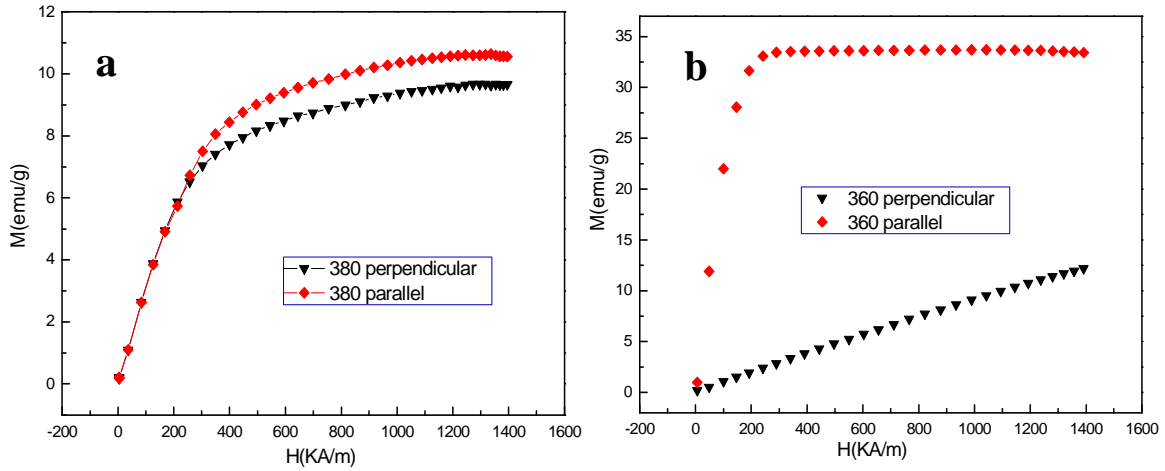 a
M(emu/g)
12
10
8
6
4
2
0
380 perpendicular
380 parallel
-200 0 200 400 600 800 1000 1200 1400 1600
H(KA/m)
b
M(emu/g)
35
30
25
20
15
10
5
0
360 perpendicular
360 parallel
-200 0 200 400 600 800 1000 1200 1400 1600
H(KA/m)